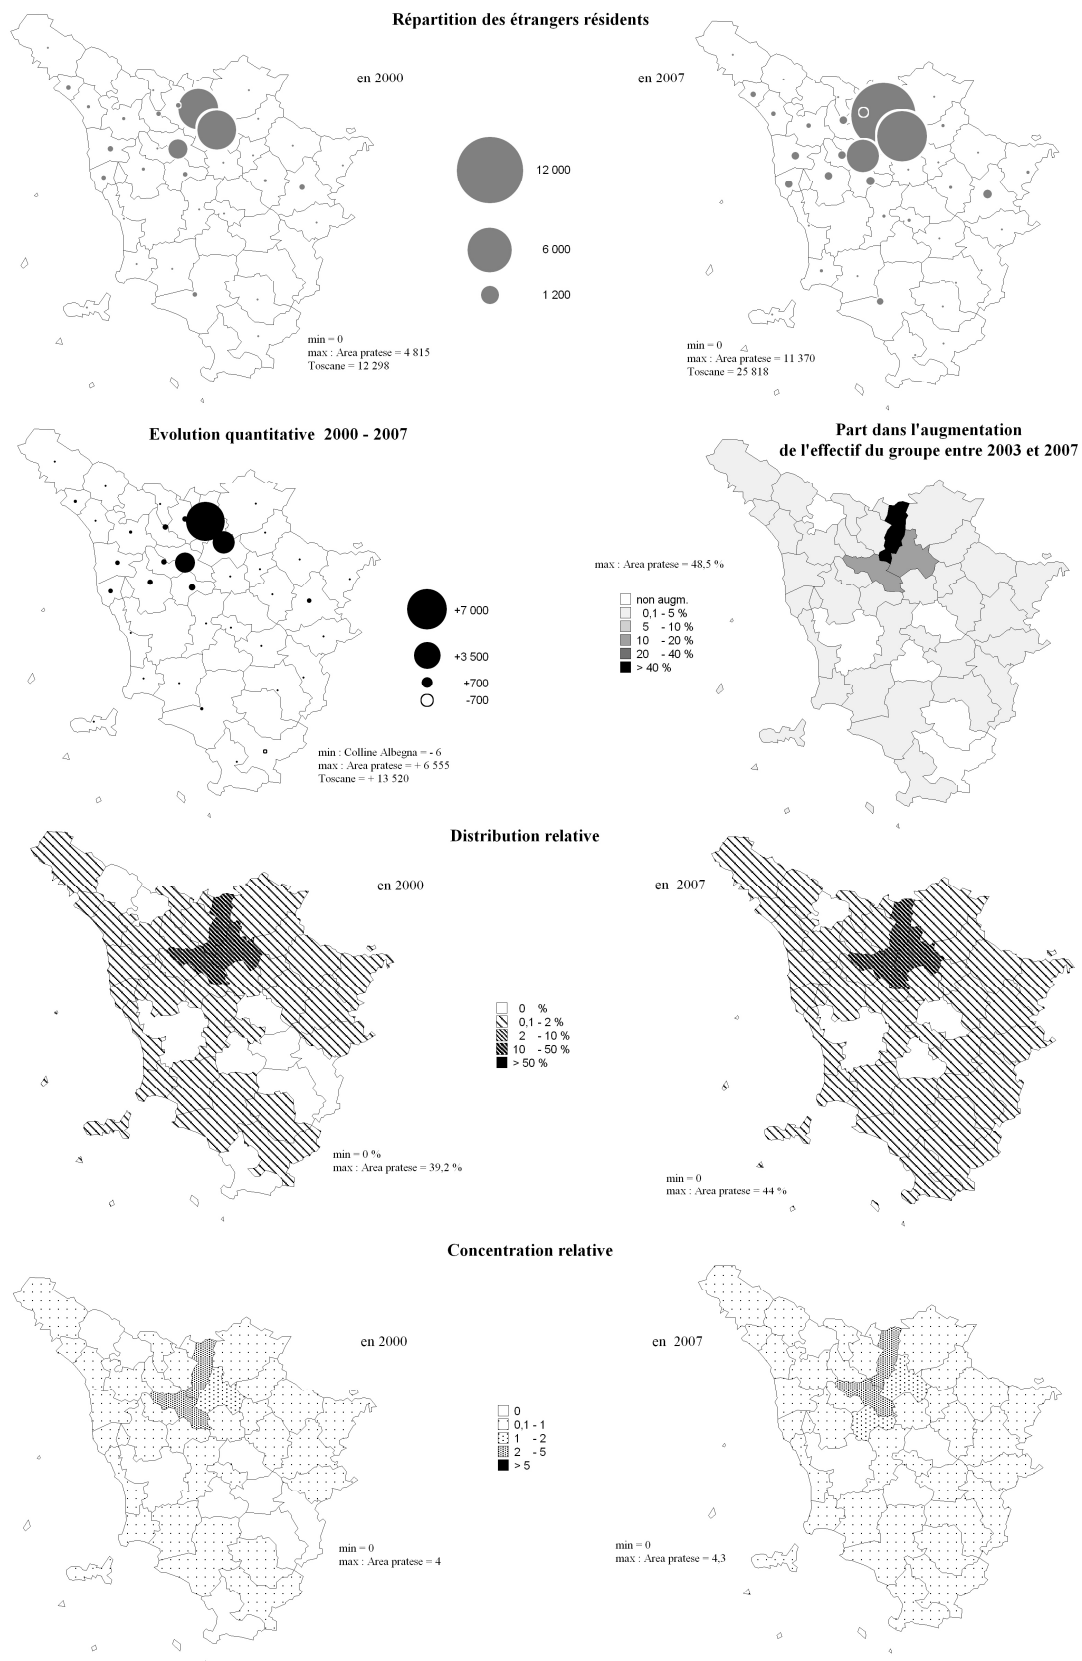 Répartition des étrangers résidents
en 2000
en 2007
12 000
6 000
1 200
min = 0
max : Area pratese = 4 815
Toscane = 12 298
min = 0
max : Area pratese = 11 370
Toscane = 25 818
Evolution quantitative 2000 - 2007
+7 000
+3 500
+700
-700
min : Colline Albegna = - 6
max : Area pratese = + 6 555
Toscane = + 13 520
Part dans l'augmentation
de l'effectif du groupe entre 2003 et 2007
max : Area pratese = 48,5 %
non augm.
0,1 - 5 %
5 - 10 %
10 - 20 %
20 - 40 %
> 40 %
Distribution relative
en 2000
en 2007
0 %
0,1 - 2 %
2 - 10 %
10 - 50 %
> 50 %
min = 0 %
max : Area pratese = 39,2 %
min = 0
max : Area pratese = 44 %
Concentration relative
en 2000
en 2007
0
0,1 - 1
1 - 2
2 - 5
> 5
min = 0
max : Area pratese = 4
min = 0
max : Area pratese = 4,3